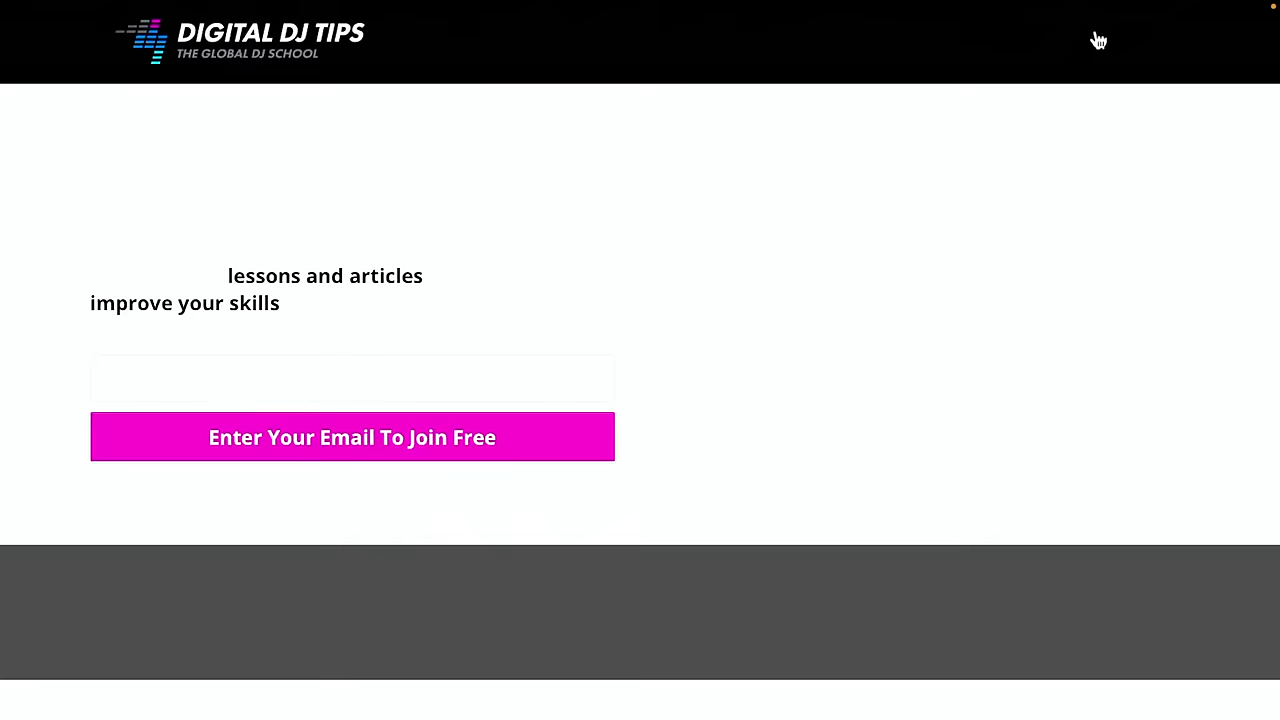 DIGITAL DJ TIPS
THE GLOBAL DJ SCHOOL
lessons and articles
improve your skills
Enter Your Email To Join Free